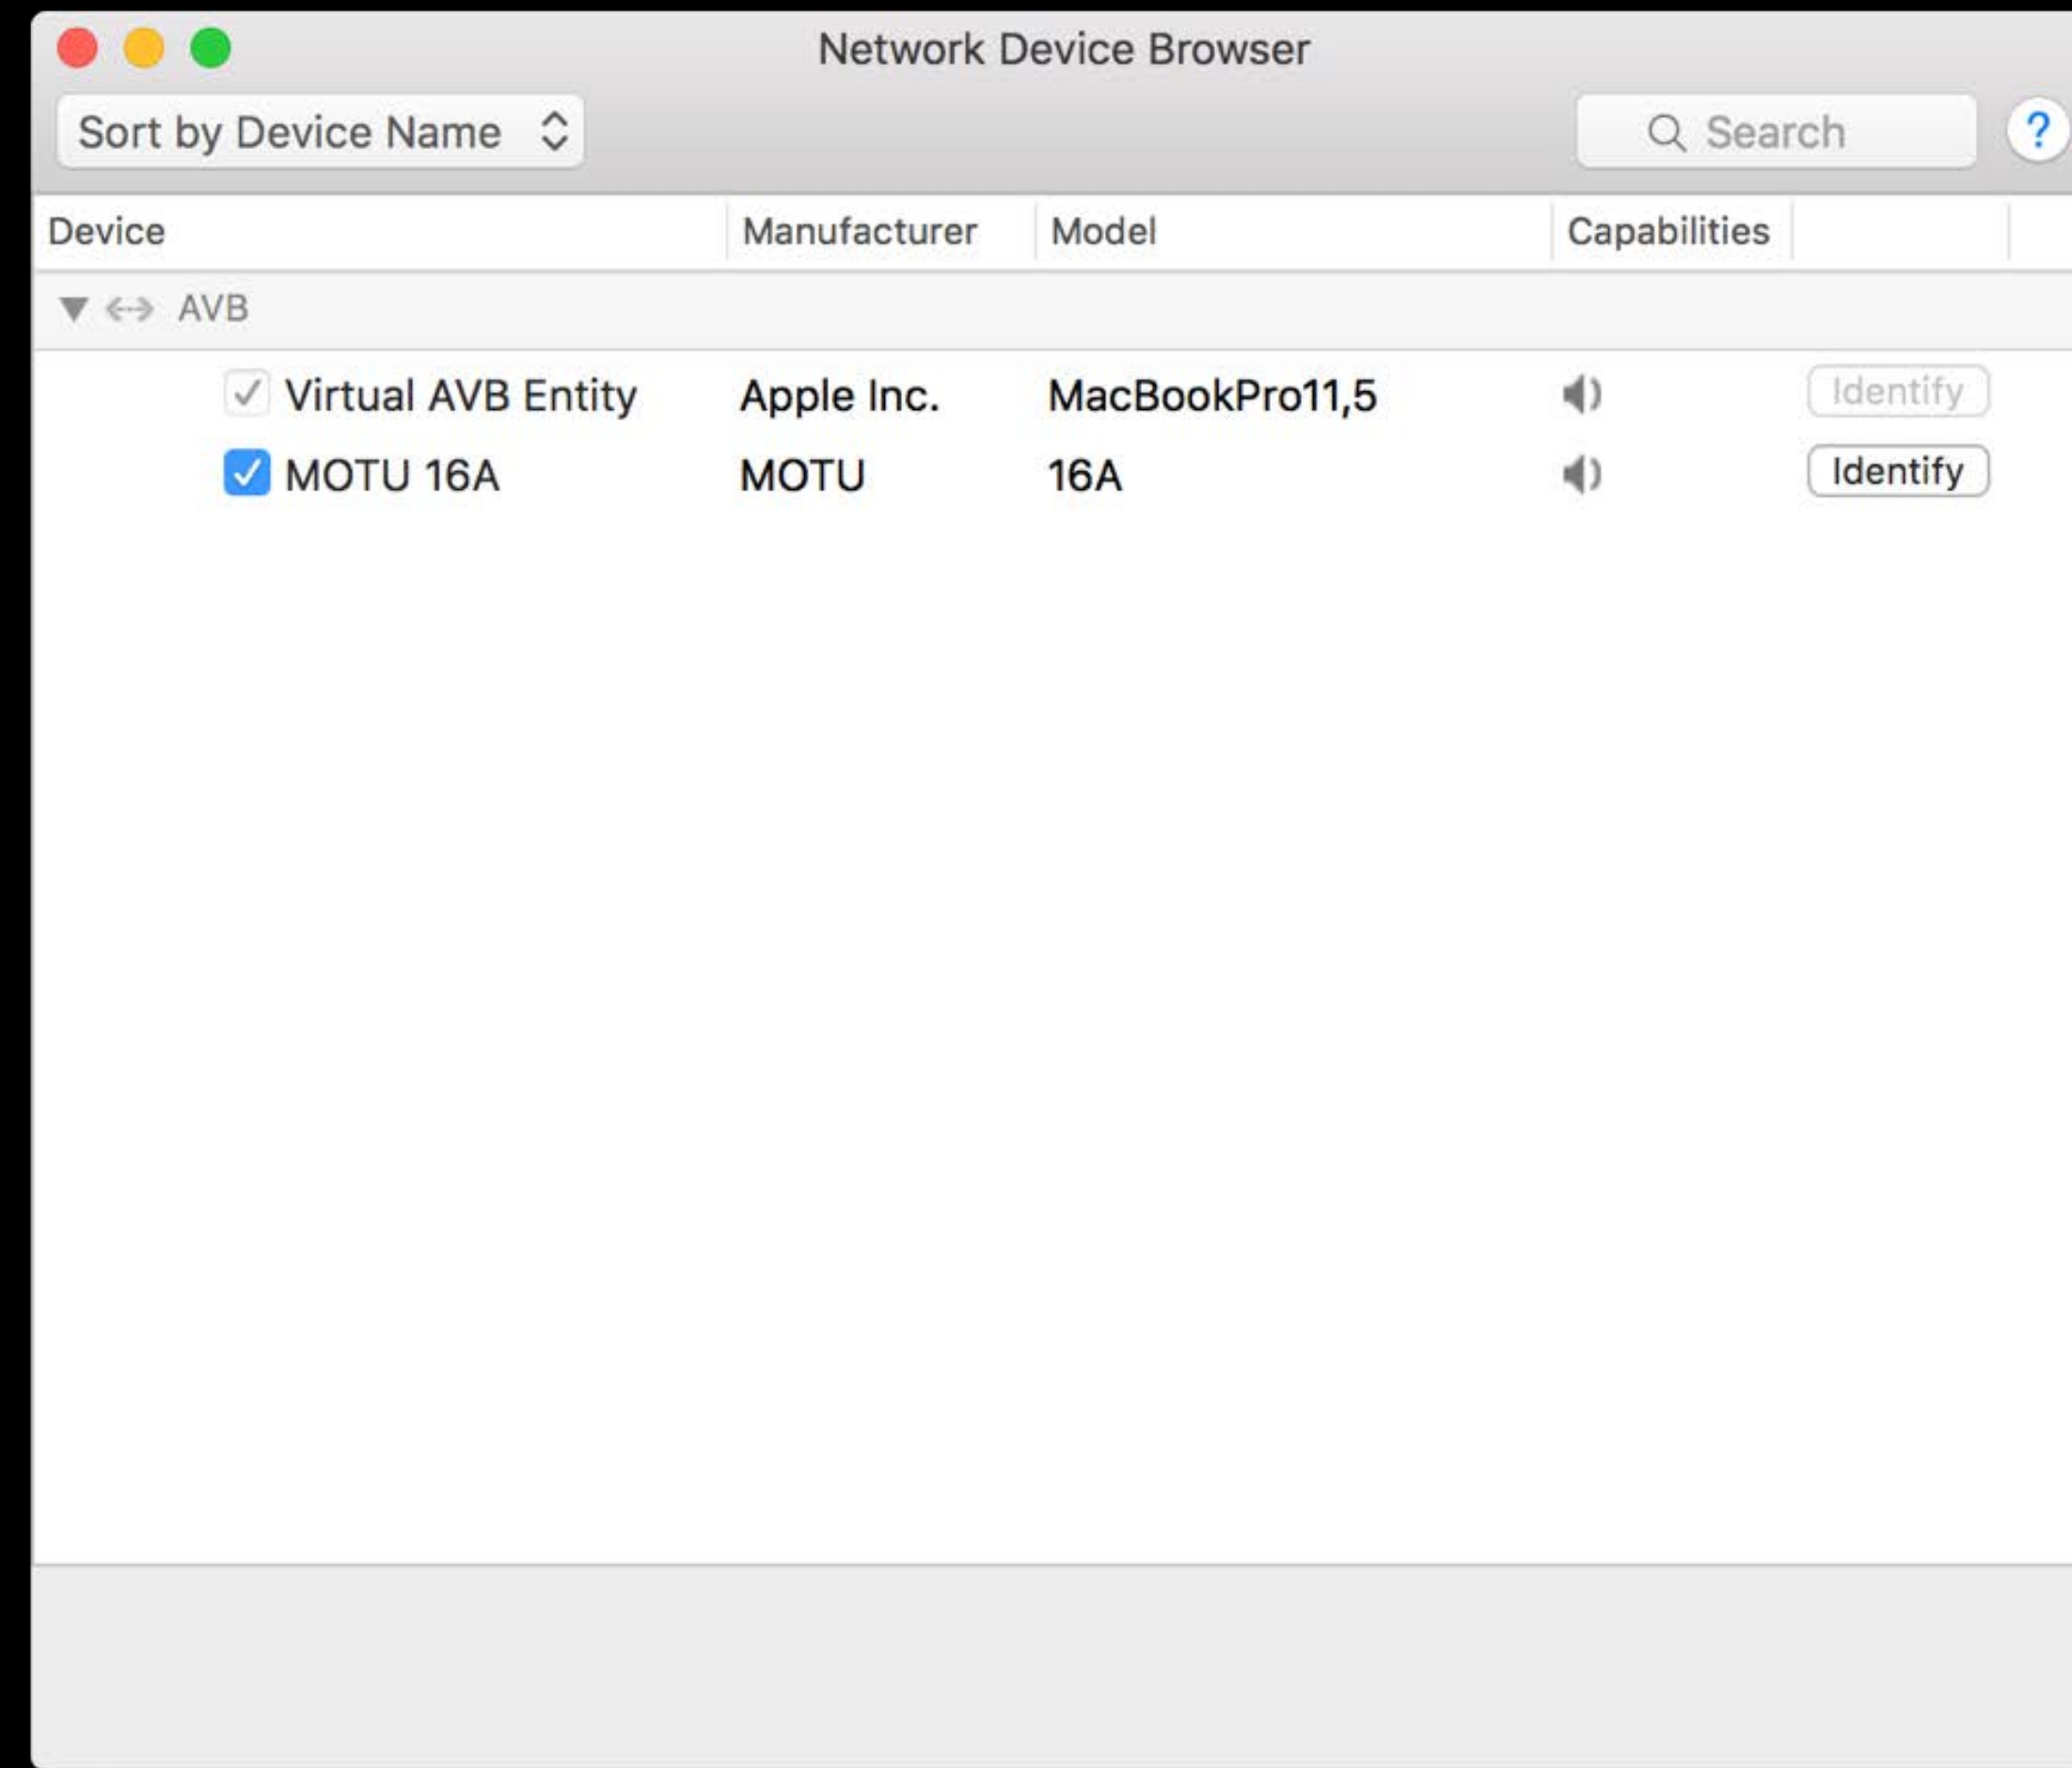 Network Device Browser
Sort by Device Name Search ?
Device Manufacturer Model Capabilities
AVB
Virtual AVB Entity Apple Inc. MacBookPro11,5 Identify
MOTU 16A MOTU 16A Identify